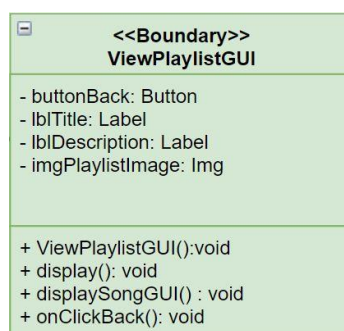 <<Boundary>>
ViewPlaylistGUI
- buttonBack: Button
- lblTitle: Label
- lblDescription: Label
- imgPlaylistImage: Img
+ ViewPlaylistGUI():void
+ display(): void
+ displaySongGUI() : void
+ onClickBack(): void